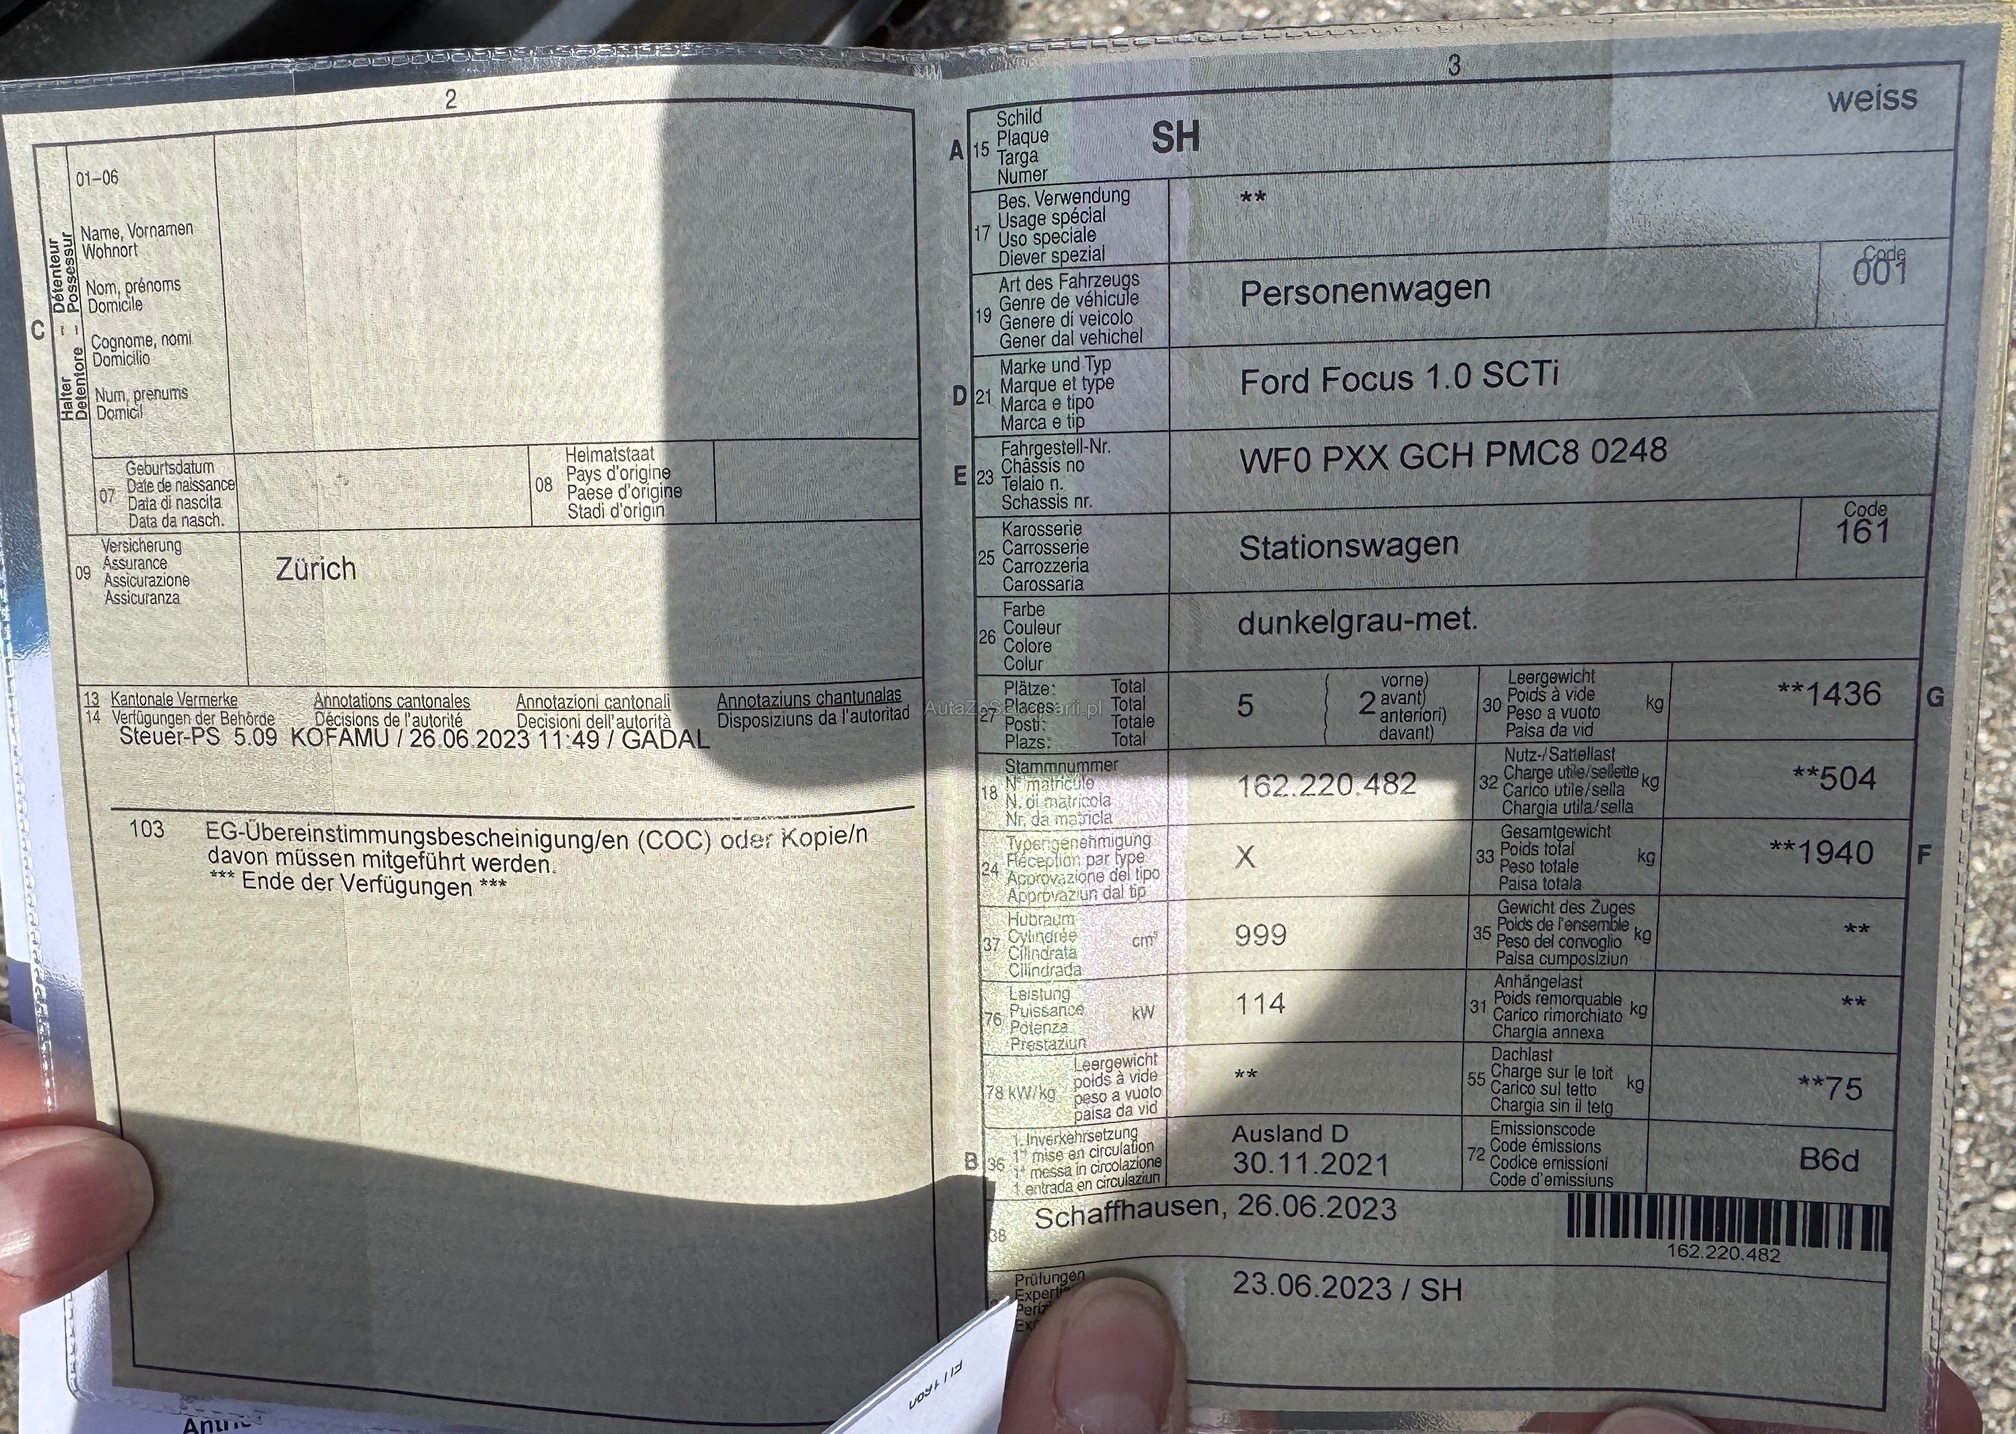 2
01-06
Name, Vornamen
Wohnort
Nom, prénoms
Domicile
Cognome, nomi
Domicilio
Num, prenums
Domicil
C
Halter – Détenteur
Detentore – Possessur
07
Geburtsdatum
Date de naissance
Data di nascita
Data da nasch.
08
Heimatstaat
Pays d'origine
Paese d'origine
Stadi d'origin
09
Versicherung
Assurance
Assicurazione
Assicuranza
Zürich
13 Kantonale Vermerke Annotations cantonales Annotazioni cantonali Annotaziuns chantunalas
14 Verfügungen der Behörde Décisions de l'autorité Decisioni dell'autorità Disposiziuns da l'autoritad
Steuer-PS 5.09 KOFAMU / 26.06.2023 11:49 / GADAL
103 EG-Übereinstimmungsbescheinigung/en (COC) oder Kopie/n
davon müssen mitgeführt werden.
*** Ende der Verfügungen ***
3
A 15
Schild
Plaque
Targa
Numer
SH
weiss
17
Bes. Verwendung
Usage spécial
Uso speciale
Diever spezial
**
19
Art des Fahrzeugs
Genre de véhicule
Genere di veicolo
Gener dal vehichel
Personenwagen
Code
001
D 21
Marke und Typ
Marque et type
Marca e tipo
Marca e tip
Ford Focus 1.0 SCTi
E 23
Fahrgestell-Nr.
Châssis no
Telaio n.
Schassis nr.
WF0 PXX GCH PMC8 0248
25
Karosserie
Carrosserie
Carrozzeria
Carossaria
Stationswagen
Code
161
26
Farbe
Couleur
Colore
Colur
dunkelgrau-met.
27
Plätze: Total
Places: Total
Posti: Totale
Plazs: Total
5
2
vorne)
avant)
anteriori)
davant)
30
Leergewicht
Poids à vide
Peso a vuoto
Paisa da vid
kg
**1436
G
18
Stammnummer
N° matricule
N. di matricola
Nr. da matricla
162.220.482
32
Nutz-/Sattellast
Charge utile/sellette
Carico utile/sella
Chargia utila/sella
kg
**504
24
Typengenehmigung
Réception par type
Approvazione del tipo
Approvaziun dal tip
X
33
Gesamtgewicht
Poids total
Peso totale
Paisa totala
kg
**1940
F
37
Hubraum
Cylindrée
Cilindrata
Cilindrada
cm³
999
35
Gewicht des Zuges
Poids de l'ensemble
Peso del convoglio
Paisa cumposiziun
kg
**
76
Leistung
Puissance
Potenza
Prestaziun
kW
114
31
Anhängelast
Poids remorquable
Carico rimorchiato
Chargia annexa
kg
**
78 kW/kg
Leergewicht
poids à vide
peso a vuoto
paisa da vid
**
55
Dachlast
Charge sur le toit
Carico sul tetto
Chargia sin il tetg
kg
**75
B 36
1. Inverkehrsetzung
1re mise en circulation
1a messa in circolazione
1. entrada en circulaziun
Ausland D
30.11.2021
72
Emissionscode
Code émissions
Codice emissioni
Code d'emissiuns
B6d
38
Schaffhausen, 26.06.2023
162.220.482
Prüfungen
23.06.2023 / SH